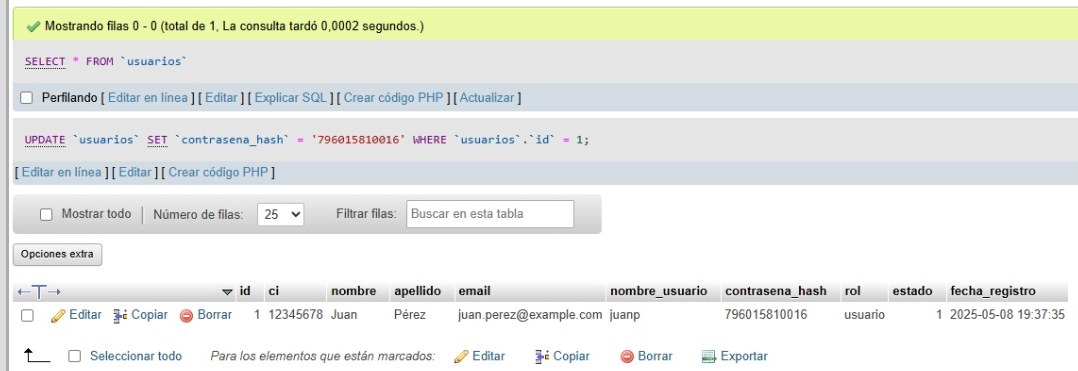 Mostrando filas 0 - 0 (total de 1, La consulta tardó 0,0002 segundos.)
SELECT * FROM `usuarios`
Perfilando [ Editar en línea ] [ Editar ] [ Explicar SQL ] [ Crear código PHP ] [ Actualizar ]
UPDATE `usuarios` SET `contrasena_hash` = '796015810016' WHERE `usuarios`.`id` = 1;
[ Editar en línea ] [ Editar ] [ Crear código PHP ]
Mostrar todo | Número de filas: 25 Filtrar filas: Buscar en esta tabla
Opciones extra
←T→ id ci nombre apellido email nombre_usuario contrasena_hash rol estado fecha_registro
Editar Copiar Borrar 1 12345678 Juan Pérez juan.perez@example.com juanp 796015810016 usuario 1 2025-05-08 19:37:35
Seleccionar todo Para los elementos que están marcados: Editar Copiar Borrar Exportar